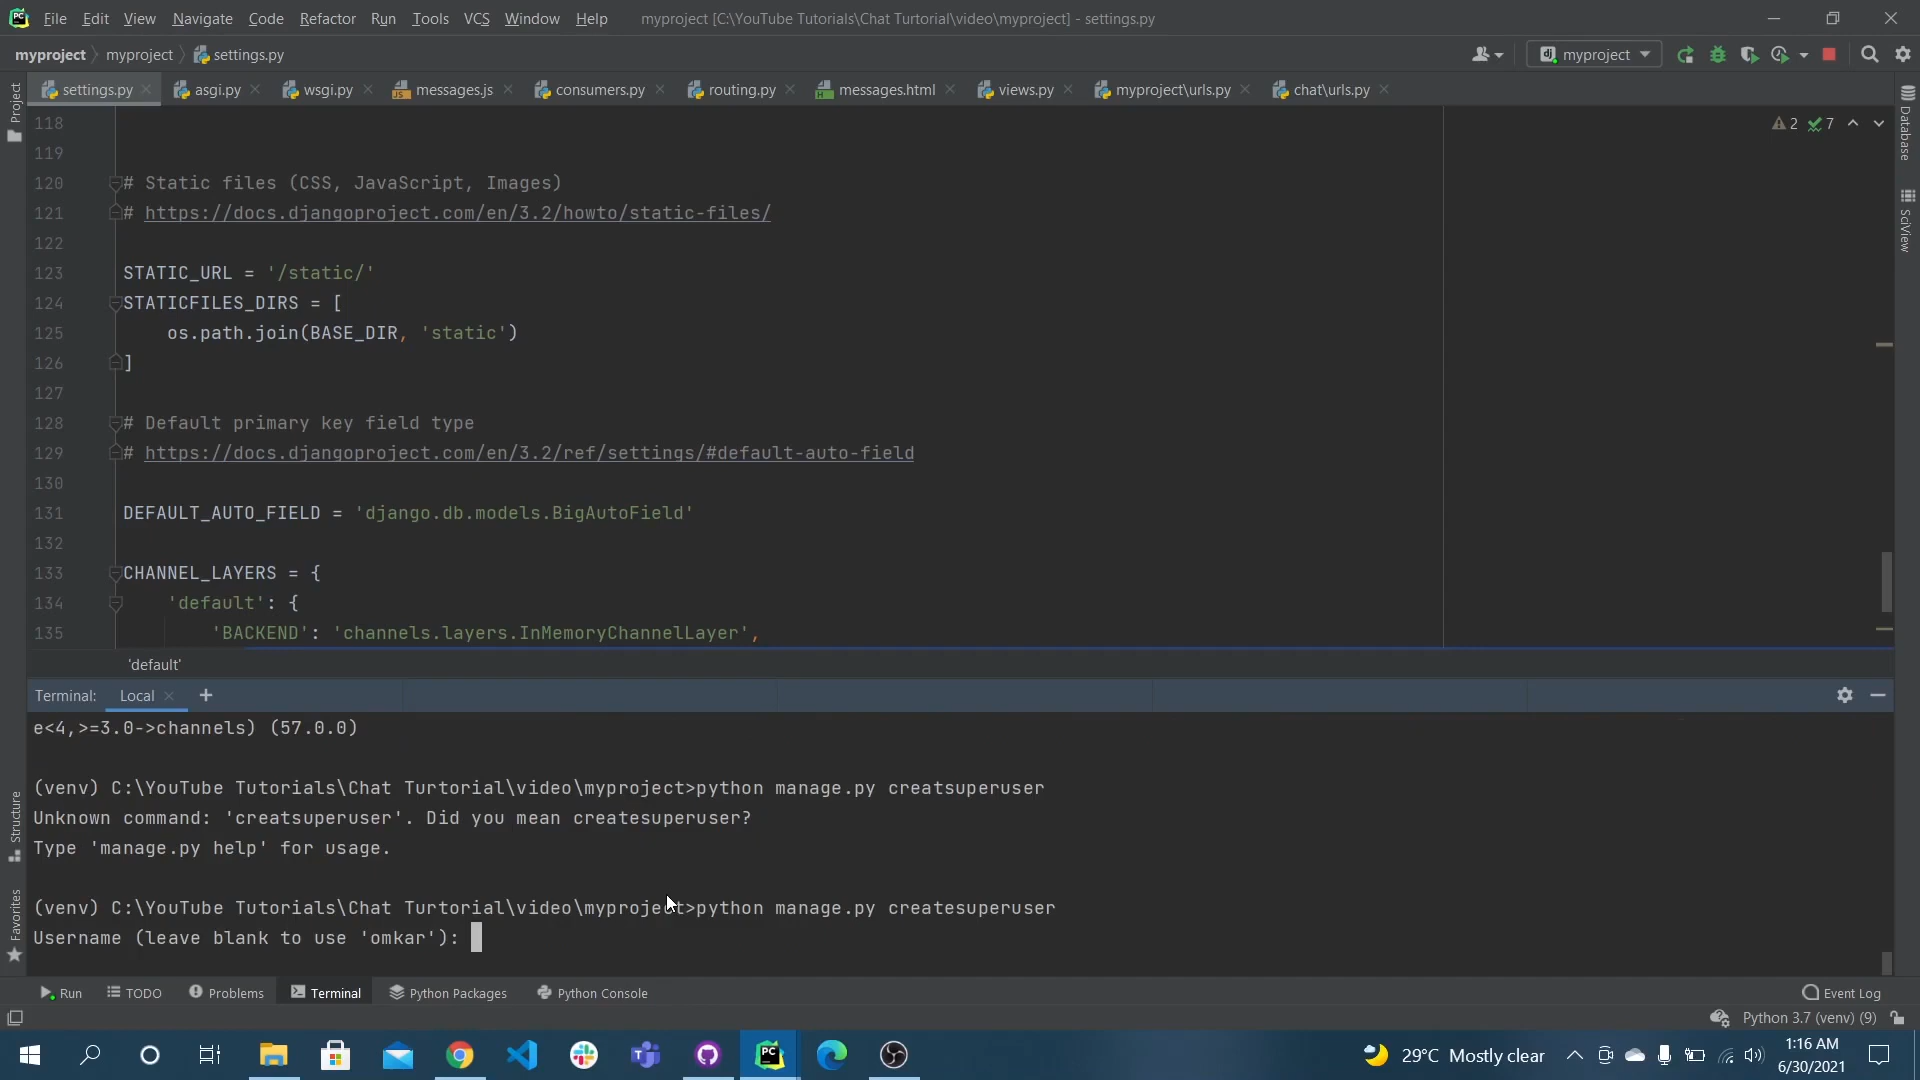 File Edit View Navigate Code Refactor Run Tools VCS Window Help myproject [C:\YouTube Tutorials\Chat Turtorial\video\myproject] - settings.py
myproject myproject settings.py myproject
settings.py asgi.py wsgi.py messages.js consumers.py routing.py messages.html views.py myproject\urls.py chat\urls.py
Project
Database
SciView
2 7
118
119
120 # Static files (CSS, JavaScript, Images)
121 # https://docs.djangoproject.com/en/3.2/howto/static-files/
122
123 STATIC_URL = '/static/'
124 STATICFILES_DIRS = [
125 os.path.join(BASE_DIR, 'static')
126 ]
127
128 # Default primary key field type
129 # https://docs.djangoproject.com/en/3.2/ref/settings/#default-auto-field
130
131 DEFAULT_AUTO_FIELD = 'django.db.models.BigAutoField'
132
133 CHANNEL_LAYERS = {
134 'default': {
135 'BACKEND': 'channels.layers.InMemoryChannelLayer',
'default'
Terminal: Local
e<4,>=3.0->channels) (57.0.0)
(venv) C:\YouTube Tutorials\Chat Turtorial\video\myproject>python manage.py creatsuperuser
Unknown command: 'creatsuperuser'. Did you mean createsuperuser?
Type 'manage.py help' for usage.
(venv) C:\YouTube Tutorials\Chat Turtorial\video\myproject>python manage.py createsuperuser
Username (leave blank to use 'omkar'):
Structure
Favorites
Run TODO Problems Terminal Python Packages Python Console Event Log
Python 3.7 (venv) (9)
29°C Mostly clear
1:16 AM
6/30/2021